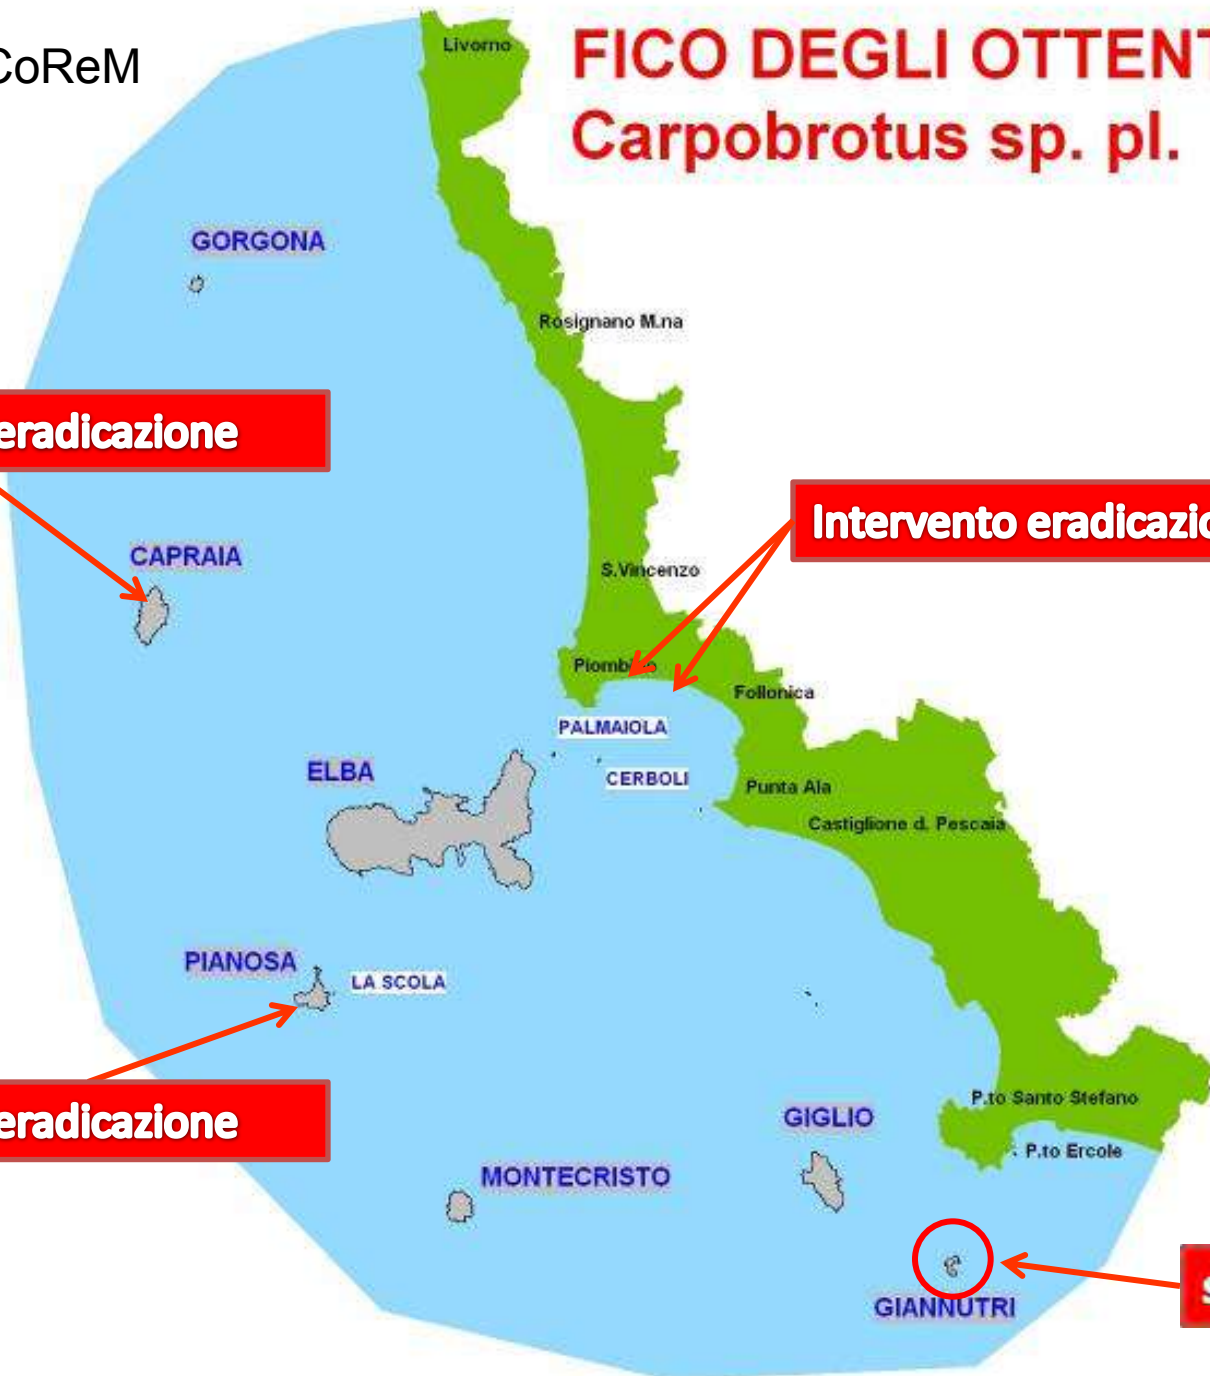 CoReM
FICO DEGLI OTTENT
Carpobrotus sp. pl.
Livorno
GORGONA
Rosignano M.na
eradicazione
Intervento eradicazio
CAPRAIA
S.Vincenzo
Piombino
Follonica
PALMAIOLA
ELBA
CERBOLI
Punta Ala
Castiglione d. Pescaia
PIANOSA
LA SCOLA
eradicazione
P.to Santo Stefano
GIGLIO
P.to Ercole
MONTECRISTO
s
GIANNUTRI